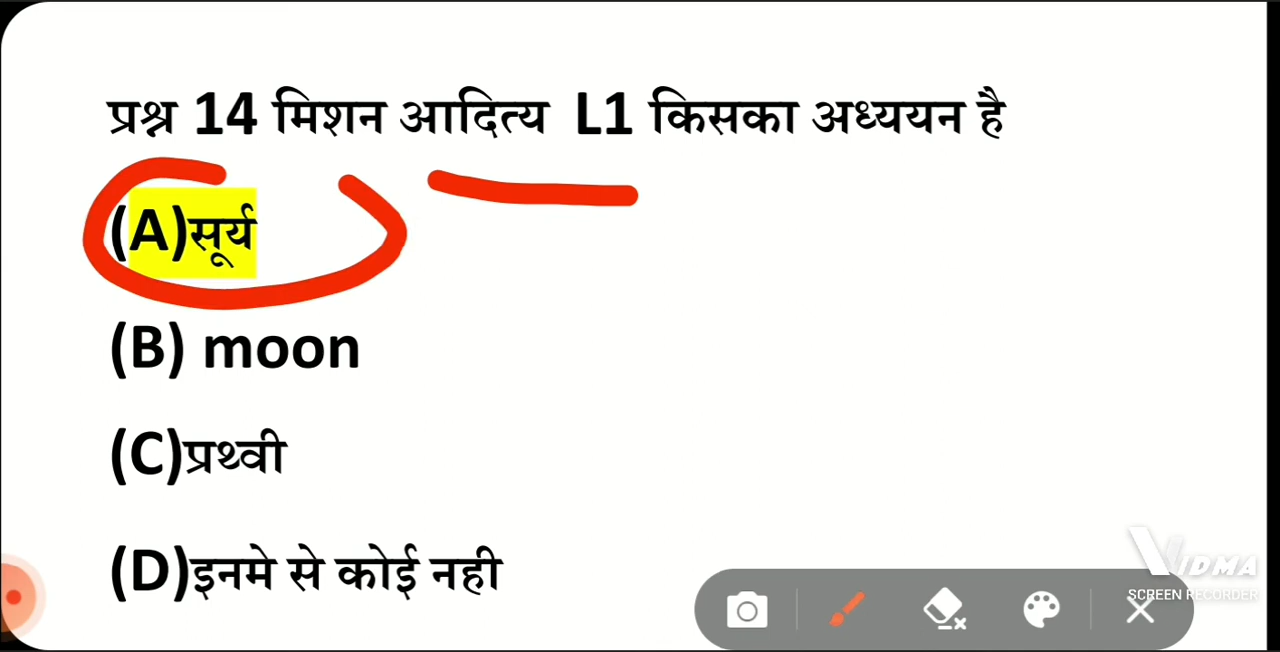 प्रश्न 14 मिशन आदित्य L1 किसका अध्ययन है
(A)सूर्य
(B) moon
(C)प्रथ्वी
(D)इनमे से कोई नही
VIDMA
SCREEN RECORDER